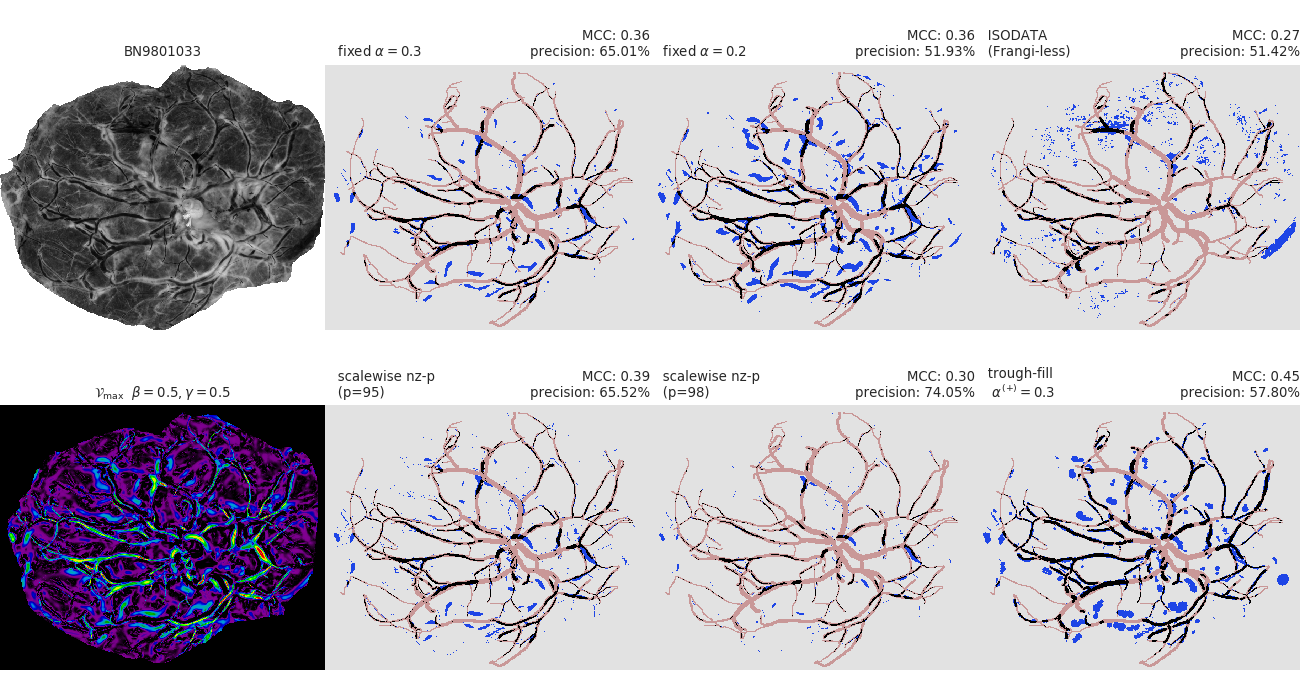 BN9801033
fixed α = 0.3
MCC: 0.36
precision: 65.01%
fixed α = 0.2
MCC: 0.36
precision: 51.93%
ISODATA
(Frangi-less)
MCC: 0.27
precision: 51.42%
𝒱max β = 0.5, γ = 0.5
scalewise nz-p
(p=95)
MCC: 0.39
precision: 65.52%
scalewise nz-p
(p=98)
MCC: 0.30
precision: 74.05%
trough-fill
α(+) = 0.3
MCC: 0.45
precision: 57.80%